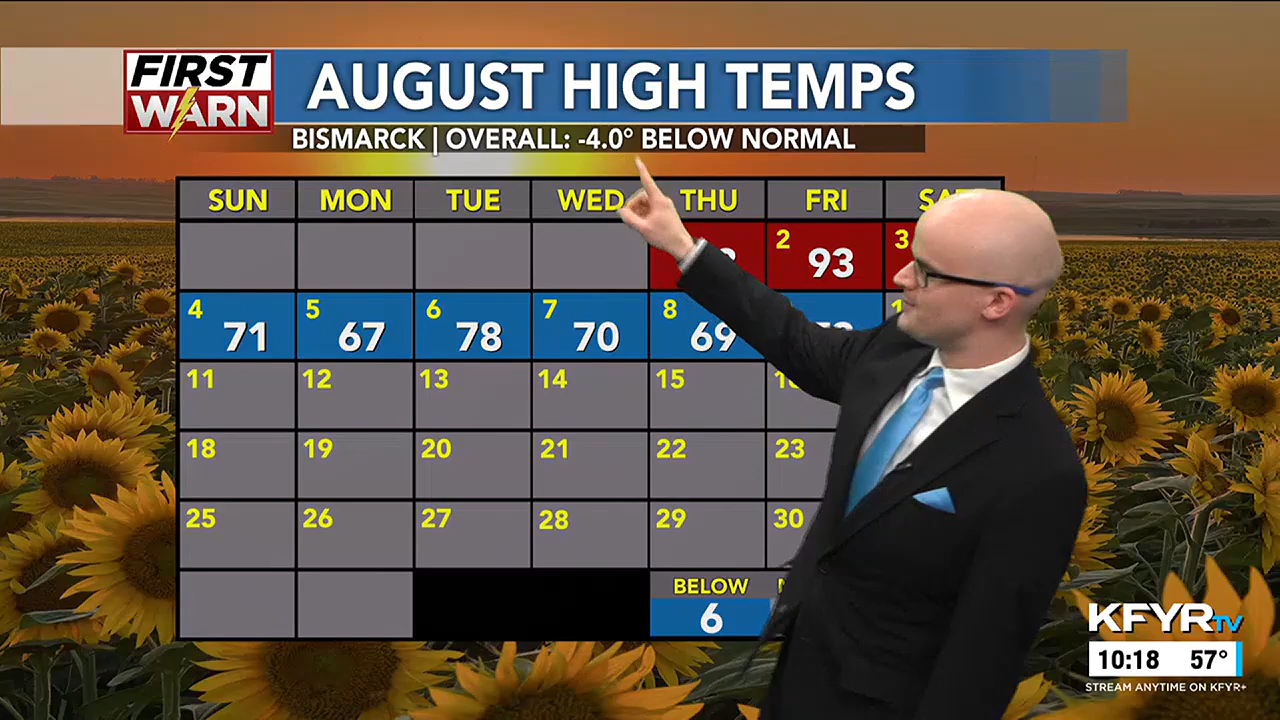 FIRST WARN
AUGUST HIGH TEMPS
BISMARCK | OVERALL: -4.0° BELOW NORMAL
SUN MON TUE WED THU FRI
2 93 3
4 71 5 67 6 78 7 70 8 69
11 12 13 14 15
18 19 20 21 22 23
25 26 27 28 29 30
BELOW
6
KFYR TV
10:18 57°
STREAM ANYTIME ON KFYR+